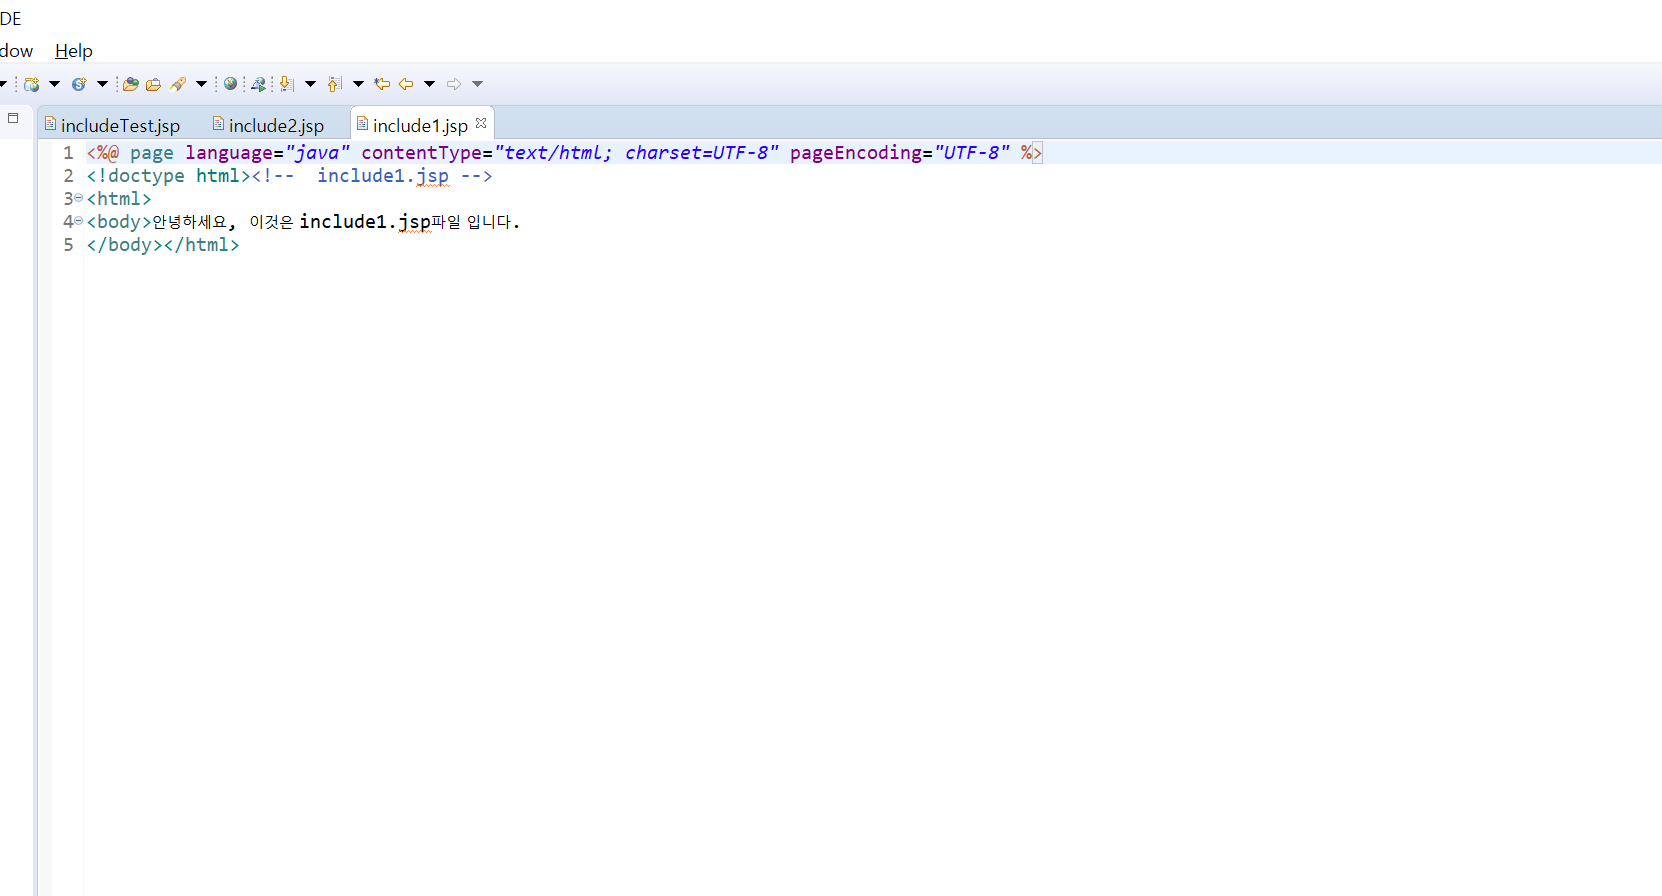 DE
dow Help
includeTest.jsp include2.jsp include1.jsp
1 <%@ page language="java" contentType="text/html; charset=UTF-8" pageEncoding="UTF-8" %>
2 <!doctype html><!--  include1.jsp -->
3 <html>
4 <body>안녕하세요, 이것은 include1.jsp파일 입니다.
5 </body></html>